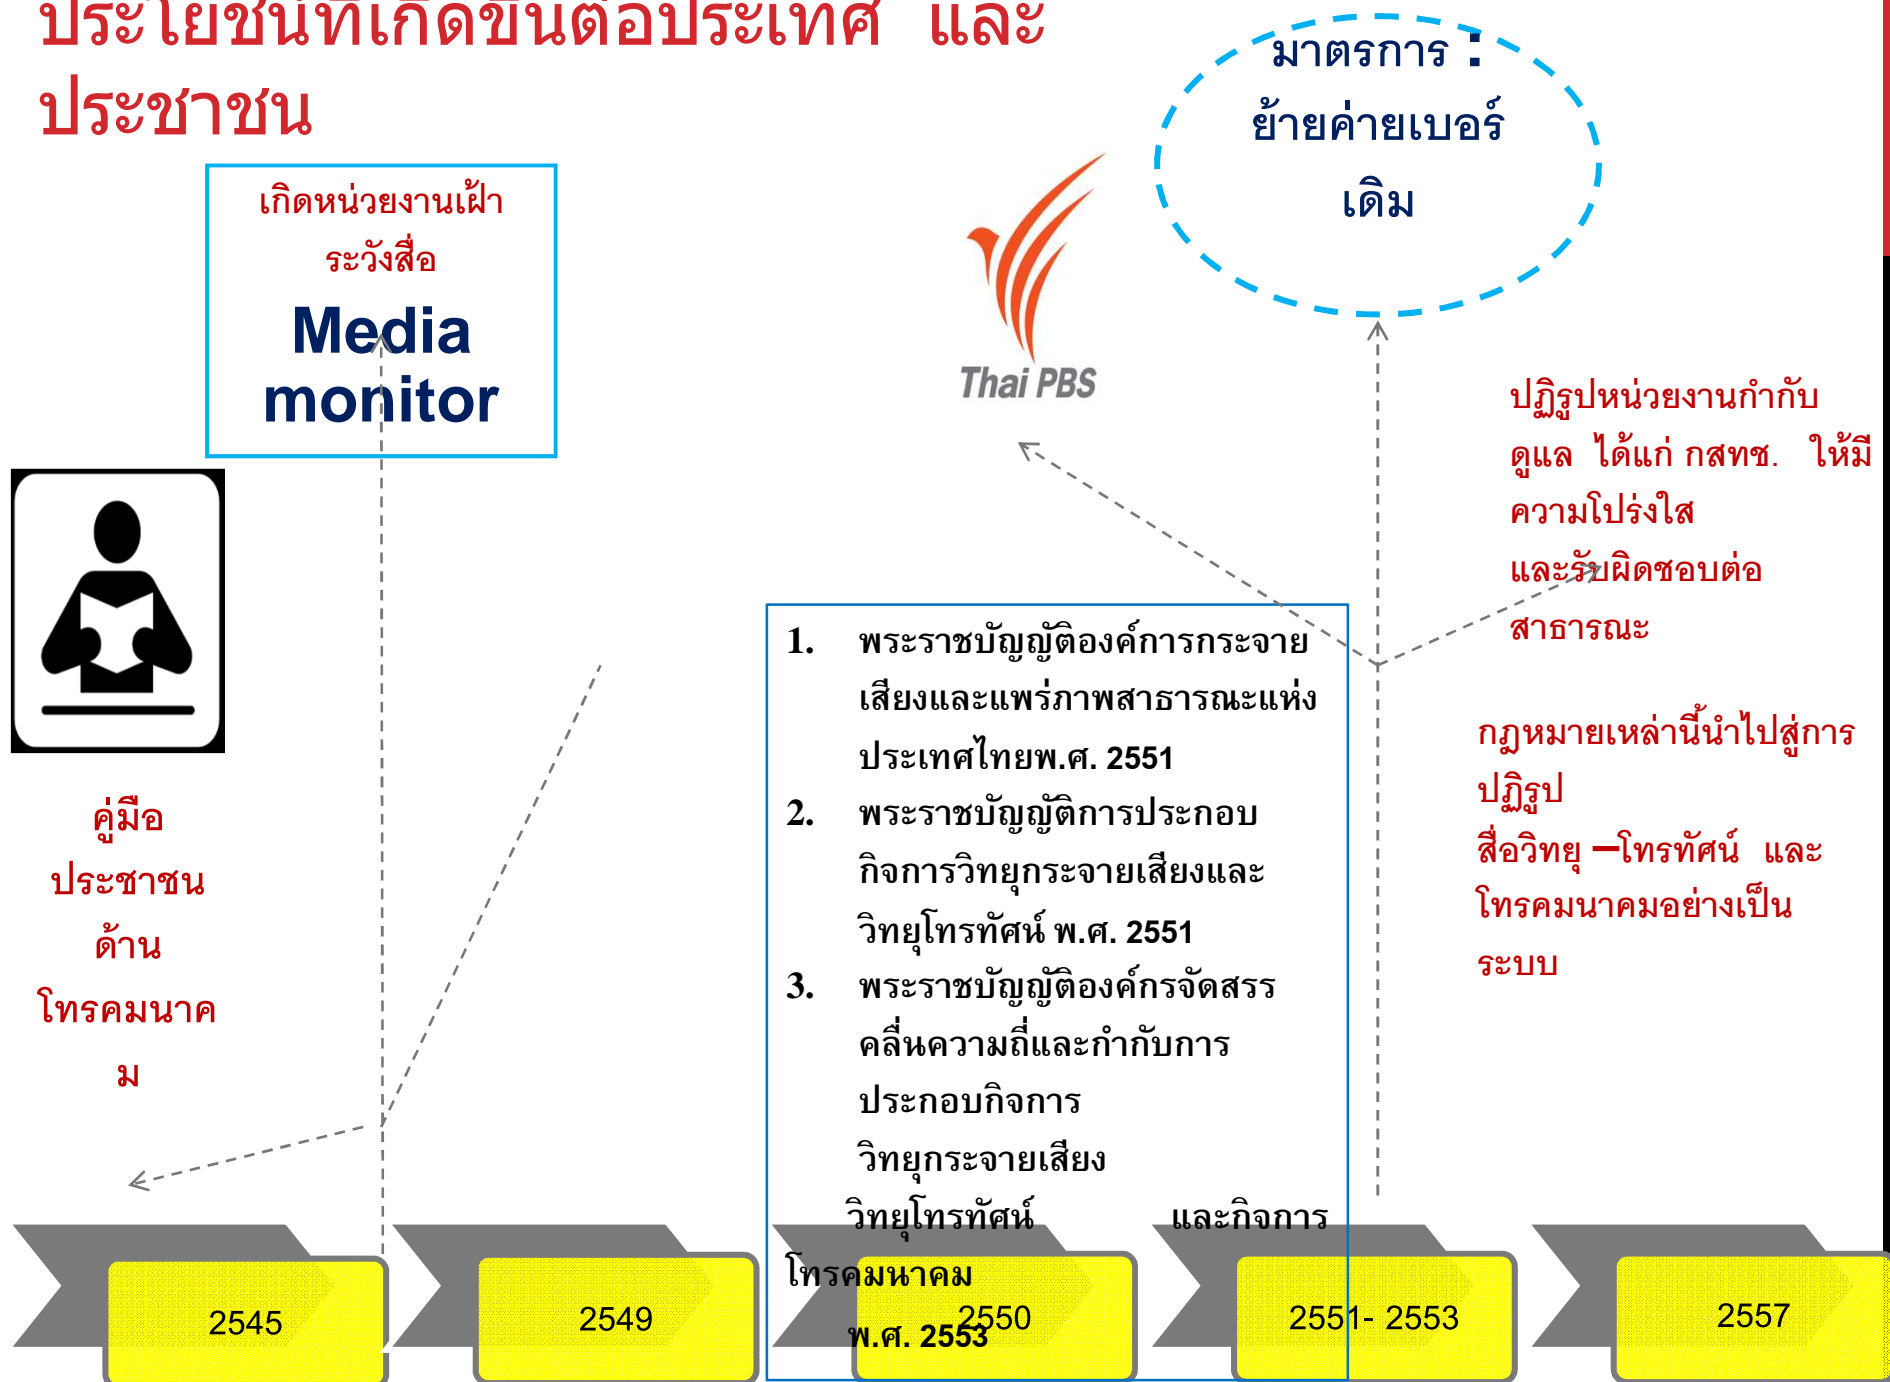 ประโยชน์ที่เกิดขึ้นต่อประเทศ และ
ประชาชน
มาตรการ :
ย้ายค่ายเบอร์
เดิม
เกิดหน่วยงานเฝ้า
ระวังสื่อ
Media
monitor
Thai PBS
ปฏิรูปหน่วยงานกำกับ
ดูแล ได้แก่ กสทช. ให้มี
ความโปร่งใส
และรับผิดชอบต่อ
สาธารณะ
กฎหมายเหล่านี้นำไปสู่การ
ปฏิรูป
สื่อวิทยุ –โทรทัศน์ และ
โทรคมนาคมอย่างเป็น
ระบบ
คู่มือ
ประชาชน
ด้าน
โทรคมนาค
ม
1. พระราชบัญญัติองค์การกระจาย
เสียงและแพร่ภาพสาธารณะแห่ง
ประเทศไทยพ.ศ. 2551
2. พระราชบัญญัติการประกอบ
กิจการวิทยุกระจายเสียงและ
วิทยุโทรทัศน์ พ.ศ. 2551
3. พระราชบัญญัติองค์กรจัดสรร
คลื่นความถี่และกำกับการ
ประกอบกิจการ
วิทยุกระจายเสียง
วิทยุโทรทัศน์ และกิจการ
โทรคมนาคม
พ.ศ. 2553
2545
2549
2550
2551- 2553
2557